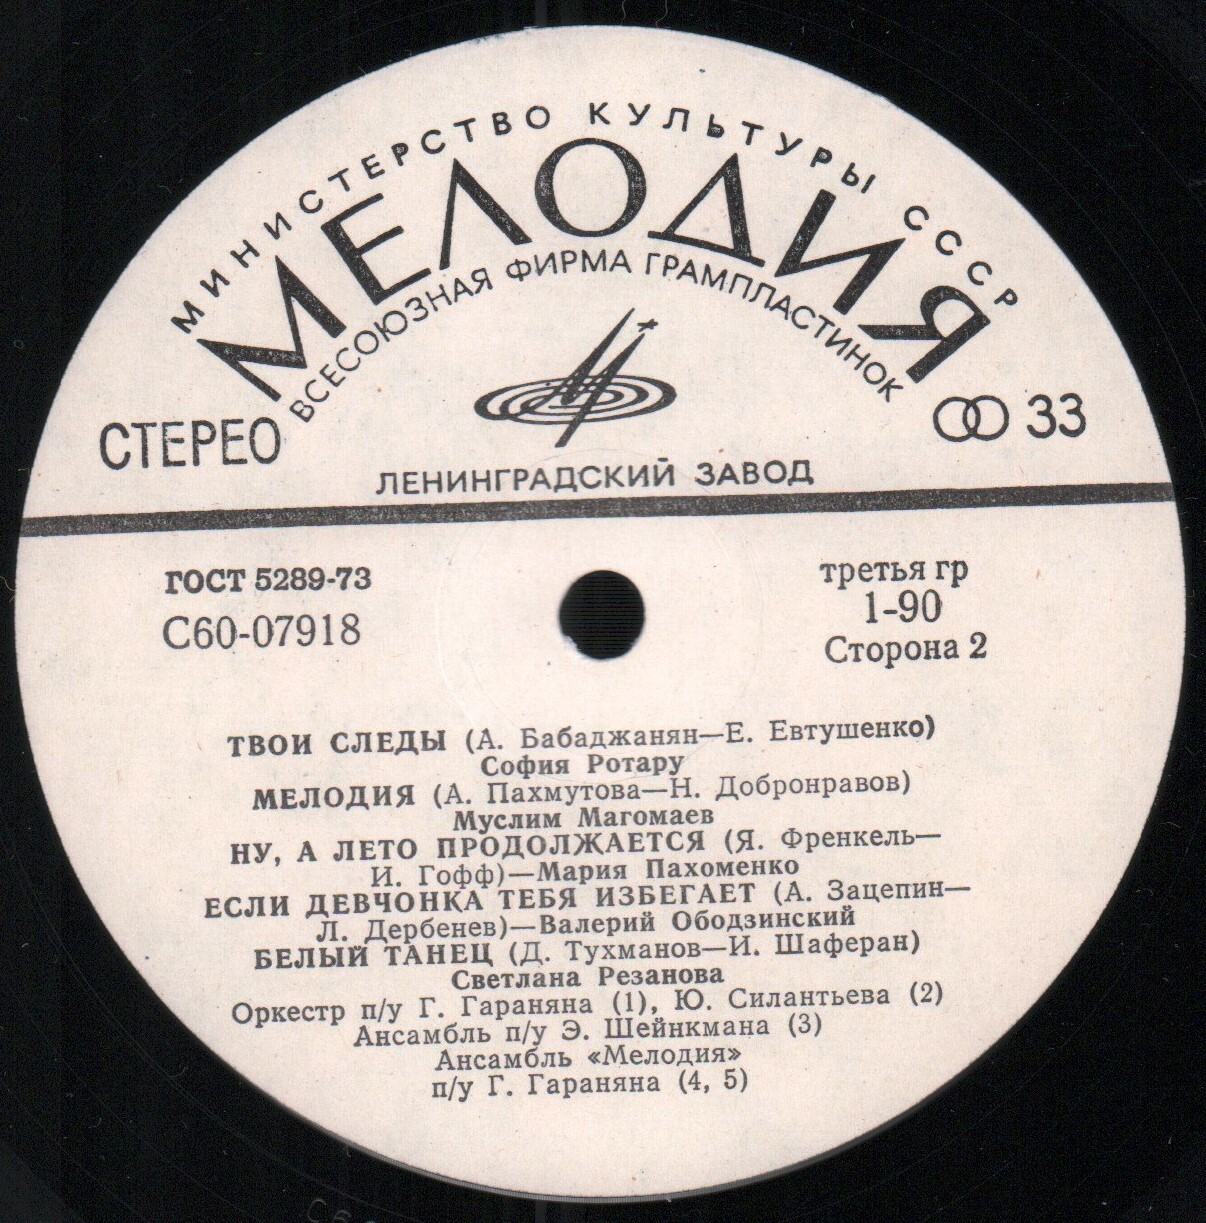 МИНИСТЕРСТВО КУЛЬТУРЫ СССР
МЕЛОДИЯ
ВСЕСОЮЗНАЯ ФИРМА ГРАМПЛАСТИНОК
СТЕРЕО
33
ЛЕНИНГРАДСКИЙ ЗАВОД
ГОСТ 5289-73
С60-07918
третья гр
1-90
Сторона 2
ТВОИ СЛЕДЫ (А. Бабаджанян—Е. Евтушенко)
София Ротару
МЕЛОДИЯ (А. Пахмутова—Н. Добронравов)
Муслим Магомаев
НУ, А ЛЕТО ПРОДОЛЖАЕТСЯ (Я. Френкель—
И. Гофф)—Мария Пахоменко
ЕСЛИ ДЕВЧОНКА ТЕБЯ ИЗБЕГАЕТ (А. Зацепин—
Л. Дербенев)—Валерий Ободзинский
БЕЛЫЙ ТАНЕЦ (Д. Тухманов—И. Шаферан)
Светлана Резанова
Оркестр п/у Г. Гараняна (1), Ю. Силантьева (2)
Ансамбль п/у Э. Шейнкмана (3)
Ансамбль «Мелодия»
п/у Г. Гараняна (4, 5)